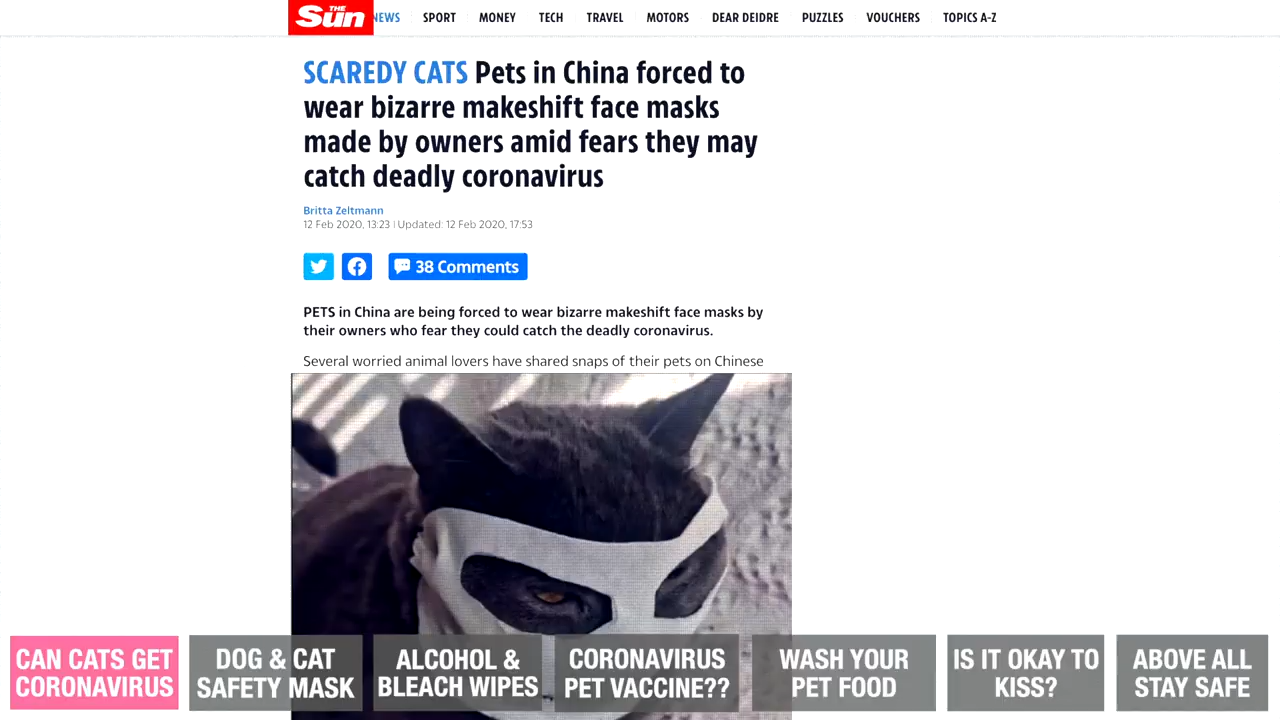 THE Sun
NEWS SPORT MONEY TECH TRAVEL MOTORS DEAR DEIDRE PUZZLES VOUCHERS TOPICS A-Z
SCAREDY CATS Pets in China forced to
wear bizarre makeshift face masks
made by owners amid fears they may
catch deadly coronavirus
Britta Zeltmann
12 Feb 2020, 13:23 | Updated: 12 Feb 2020, 17:53
38 Comments
PETS in China are being forced to wear bizarre makeshift face masks by
their owners who fear they could catch the deadly coronavirus.
Several worried animal lovers have shared snaps of their pets on Chinese
CAN CATS GET
CORONAVIRUS
DOG & CAT
SAFETY MASK
ALCOHOL &
BLEACH WIPES
CORONAVIRUS
PET VACCINE??
WASH YOUR
PET FOOD
IS IT OKAY TO
KISS?
ABOVE ALL
STAY SAFE